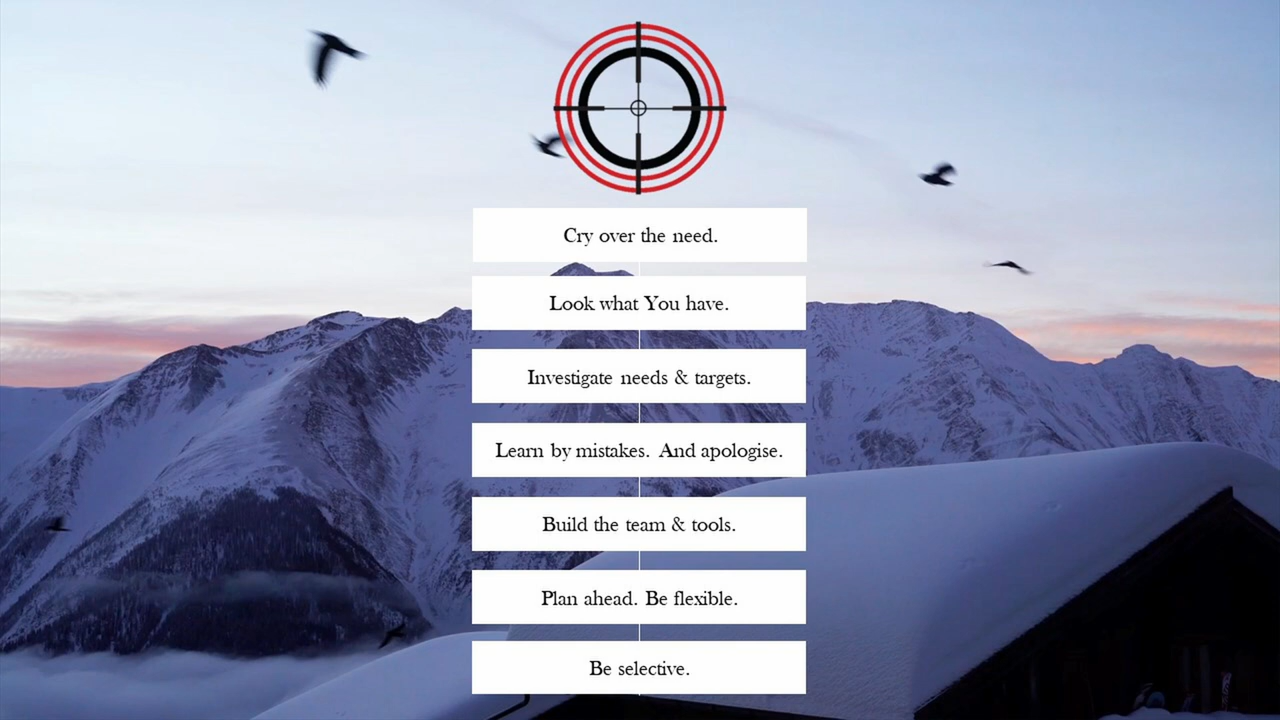 Cry over the need.
Look what You have.
Investigate needs & targets.
Learn by mistakes. And apologise.
Build the team & tools.
Plan ahead. Be flexible.
Be selective.